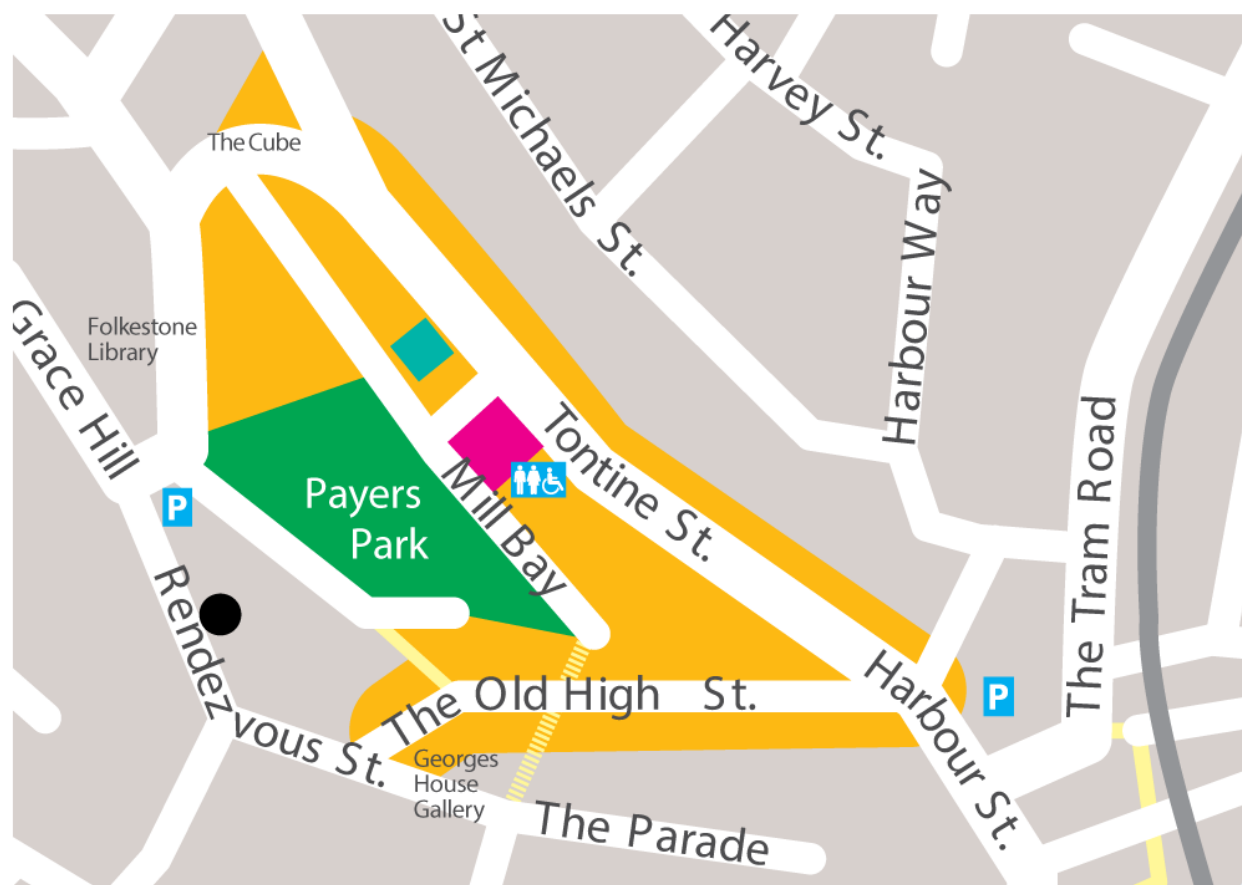 St Michaels St.
Harvey St.
The Cube
Harbour Way
Folkestone
Library
Grace Hill
Tontine St.
The Tram Road
Payers
Park
Mill Bay
P
Rendezvous St.
The Old High St.
Harbour St.
P
Georges
House
Gallery
The Parade